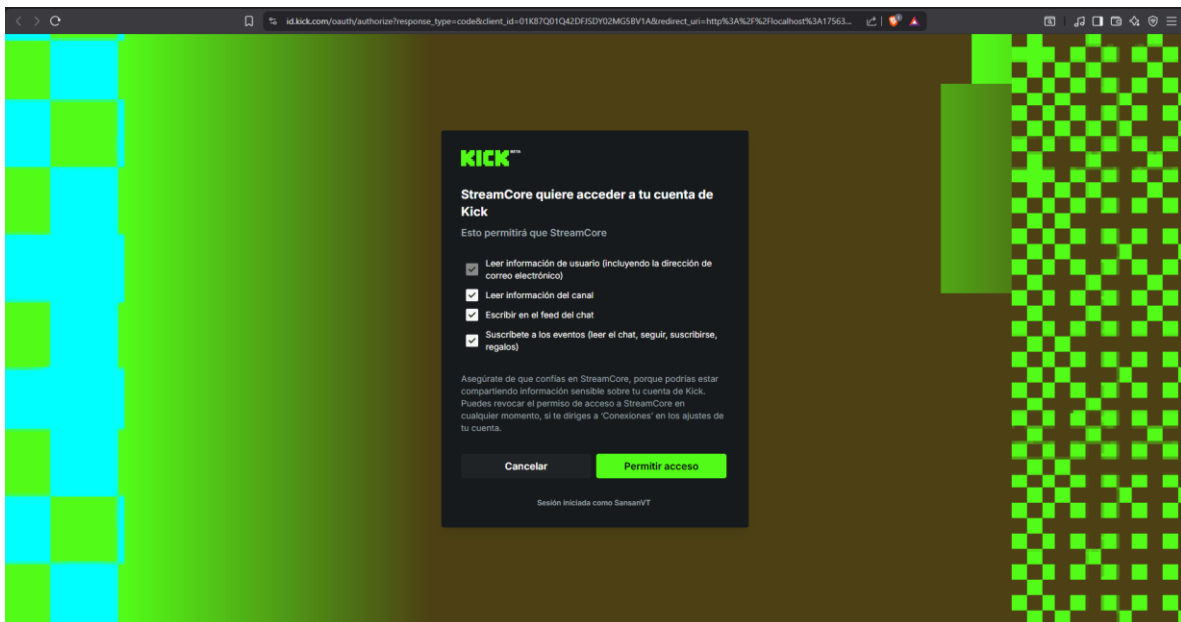 id.kick.com/oauth/authorize?response_type=code&client_id=01K87Q01Q42DFJSDY02MG5BV1A&redirect_uri=http%3A%2F%2Flocalhost%3A17563...
KICK
StreamCore quiere acceder a tu cuenta de
Kick
Esto permitirá que StreamCore
Leer información de usuario (incluyendo la dirección de
correo electrónico)
Leer información del canal
Escribir en el feed del chat
Suscríbete a los eventos (leer el chat, seguir, suscribirse,
regalos)
Asegúrate de que confías en StreamCore, porque podrías estar
compartiendo información sensible sobre tu cuenta de Kick.
Puedes revocar el permiso de acceso a StreamCore en
cualquier momento, si te diriges a 'Conexiones' en los ajustes de
tu cuenta.
Cancelar
Permitir acceso
Sesión iniciada como SansanVT